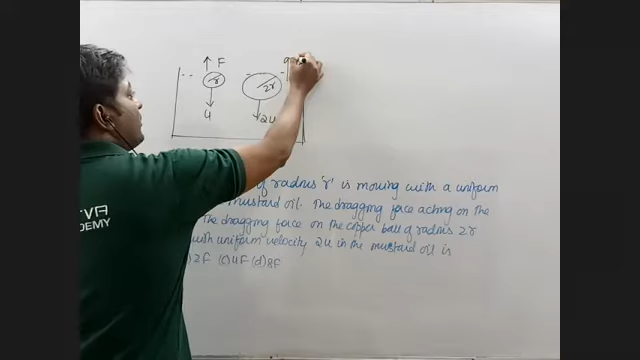 F
r
2r
u
2u
of radius 'r' is moving with a uniform
mustard oil. The dragging force acting on the
the dragging force on the copper ball of radius 2r
with uniform velocity 2u in the mustard oil is
2F (c) 4F (d) 8F
VA
DEMY